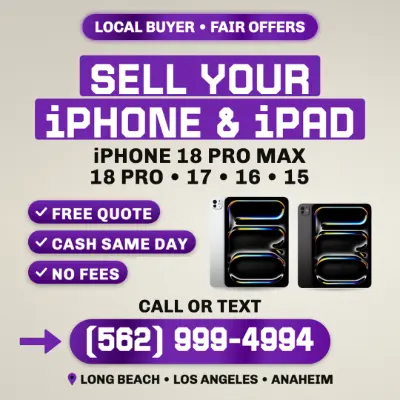 LOCAL BUYER • FAIR OFFERS
SELL YOUR
iPHONE & iPAD
iPHONE 18 PRO MAX
18 PRO • 17 • 16 • 15
FREE QUOTE
CASH SAME DAY
NO FEES
CALL OR TEXT
(562) 999-4994
LONG BEACH • LOS ANGELES • ANAHEIM